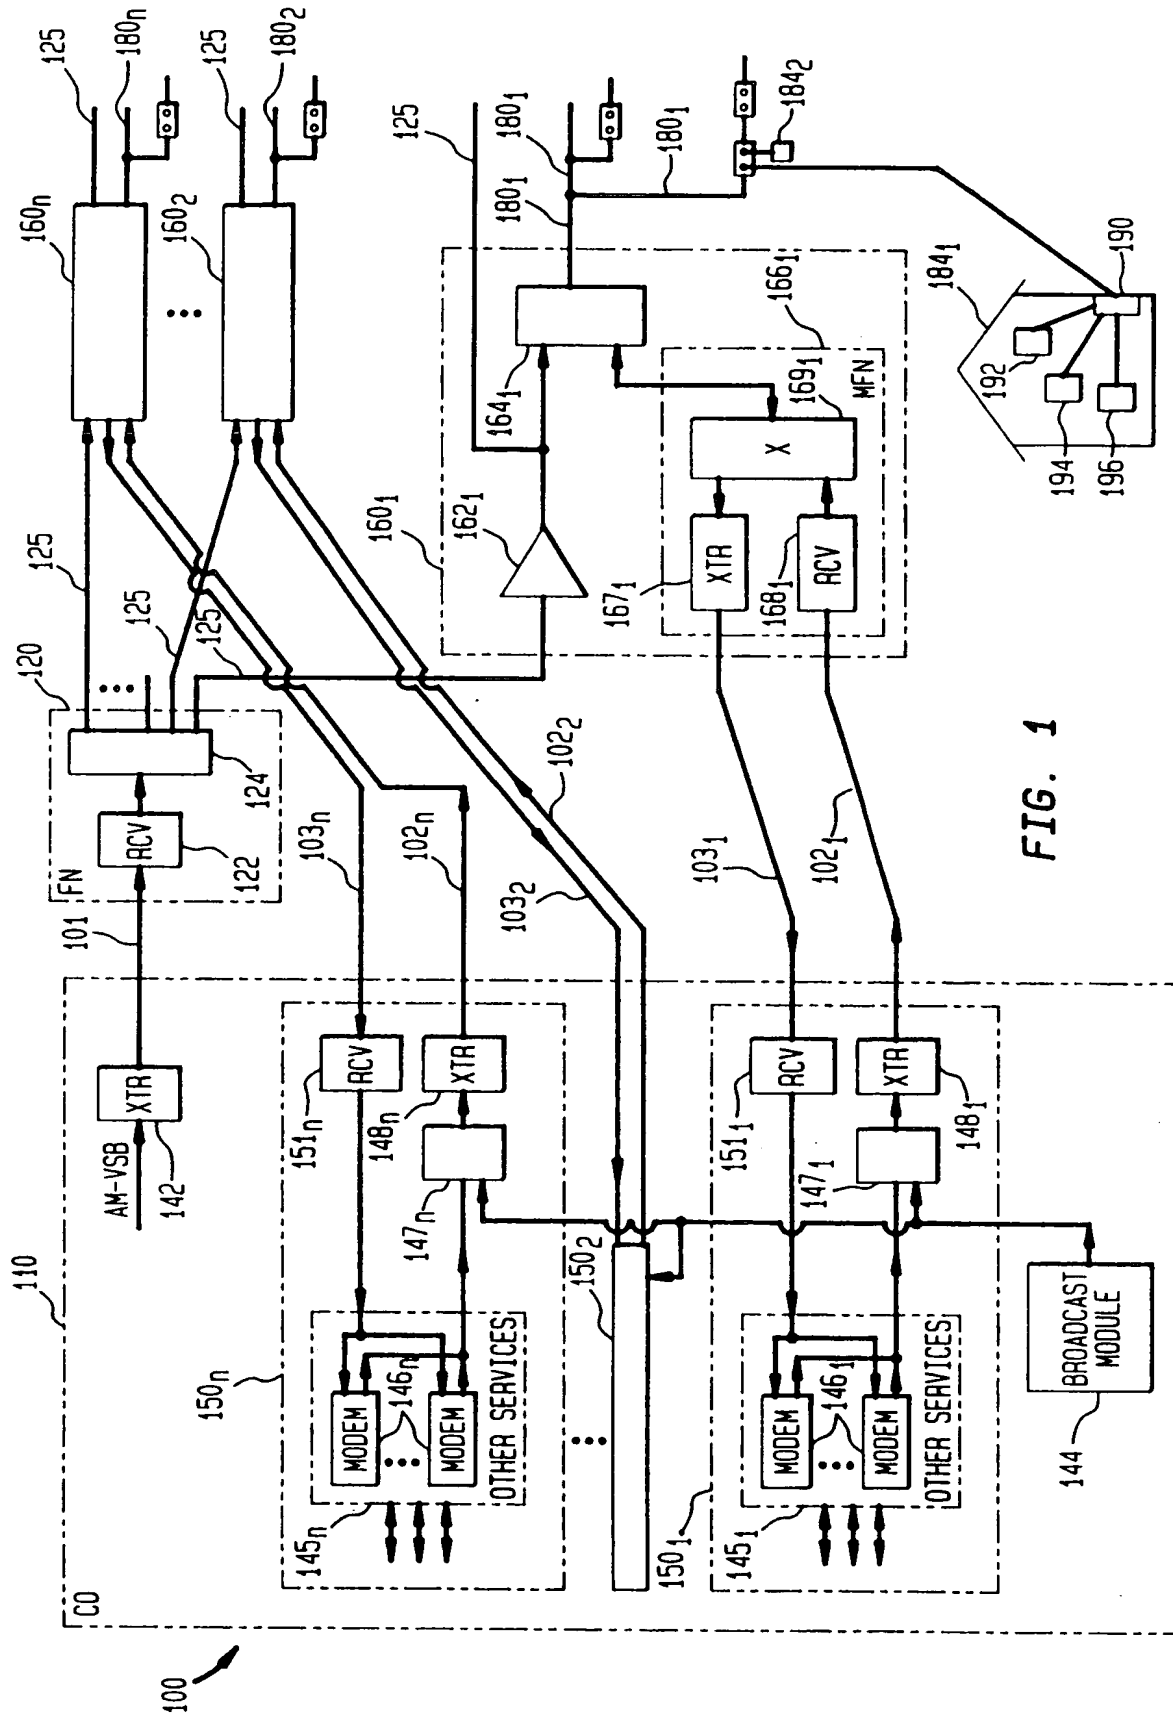 100
110
CO
AM-VSB
XTR
142
101
120
FN
RCV
122
124
125
125
125
125
160n
125
180n
160₂
125
180₂
150n
145n
MODEM
MODEM
146n
OTHER SERVICES
151n
RCV
147n
148n
XTR
103n
102n
150₂
103₂
102₂
150₁
145₁
MODEM
MODEM
146₁
OTHER SERVICES
151₁
RCV
147₁
148₁
XTR
103₁
102₁
144
BROADCAST MODULE
160₁
162₁
164₁
125
180₁
180₁
180₁
166₁
MFN
167₁
XTR
168₁
RCV
169₁
X
184₂
184₁
190
192
194
196
FIG. 1